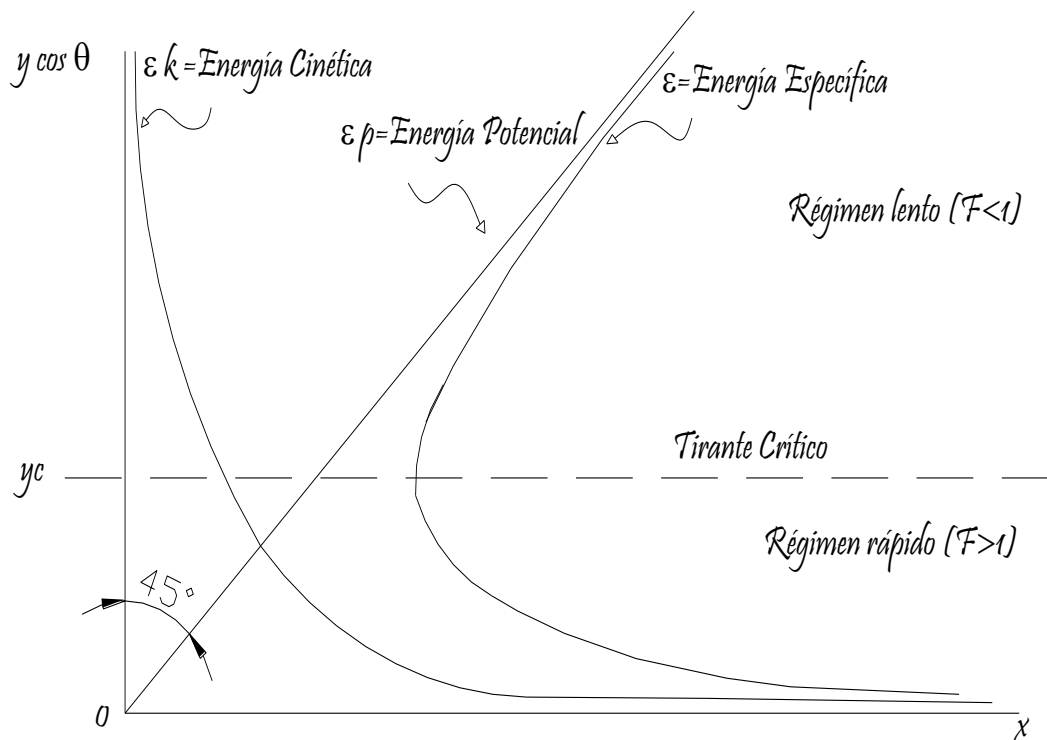 y cos θ
ε k =Energía Cinética
ε=Energía Específica
ε p=Energía Potencial
Régimen lento (F<1)
Tirante Crítico
yc
Régimen rápido (F>1)
45°
0
x